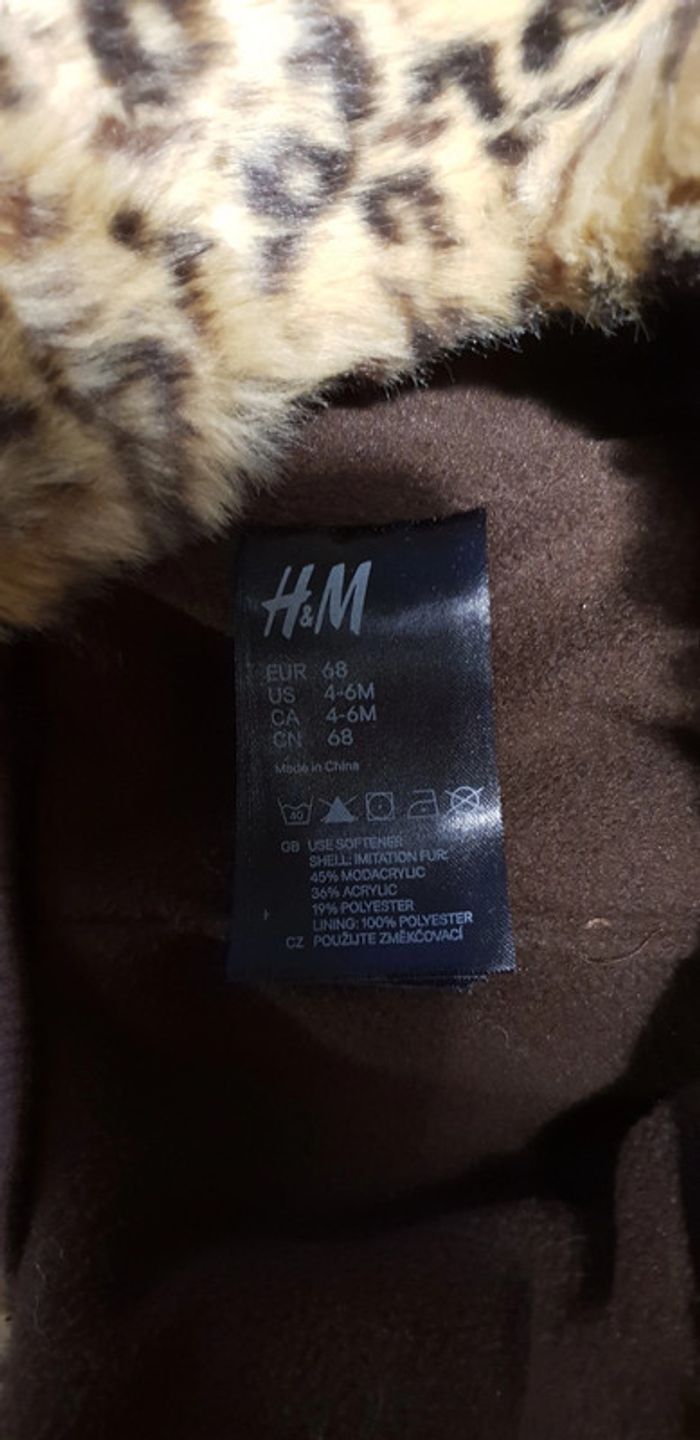 H&M
EUR 68
US 4-6M
CA 4-6M
CN 68
Made in China
40
GB USE SOFTENER
SHELL: IMITATION FUR:
45% MODACRYLIC
36% ACRYLIC
19% POLYESTER
LINING: 100% POLYESTER
CZ POUŽIJTE ZMĚKČOVACÍ